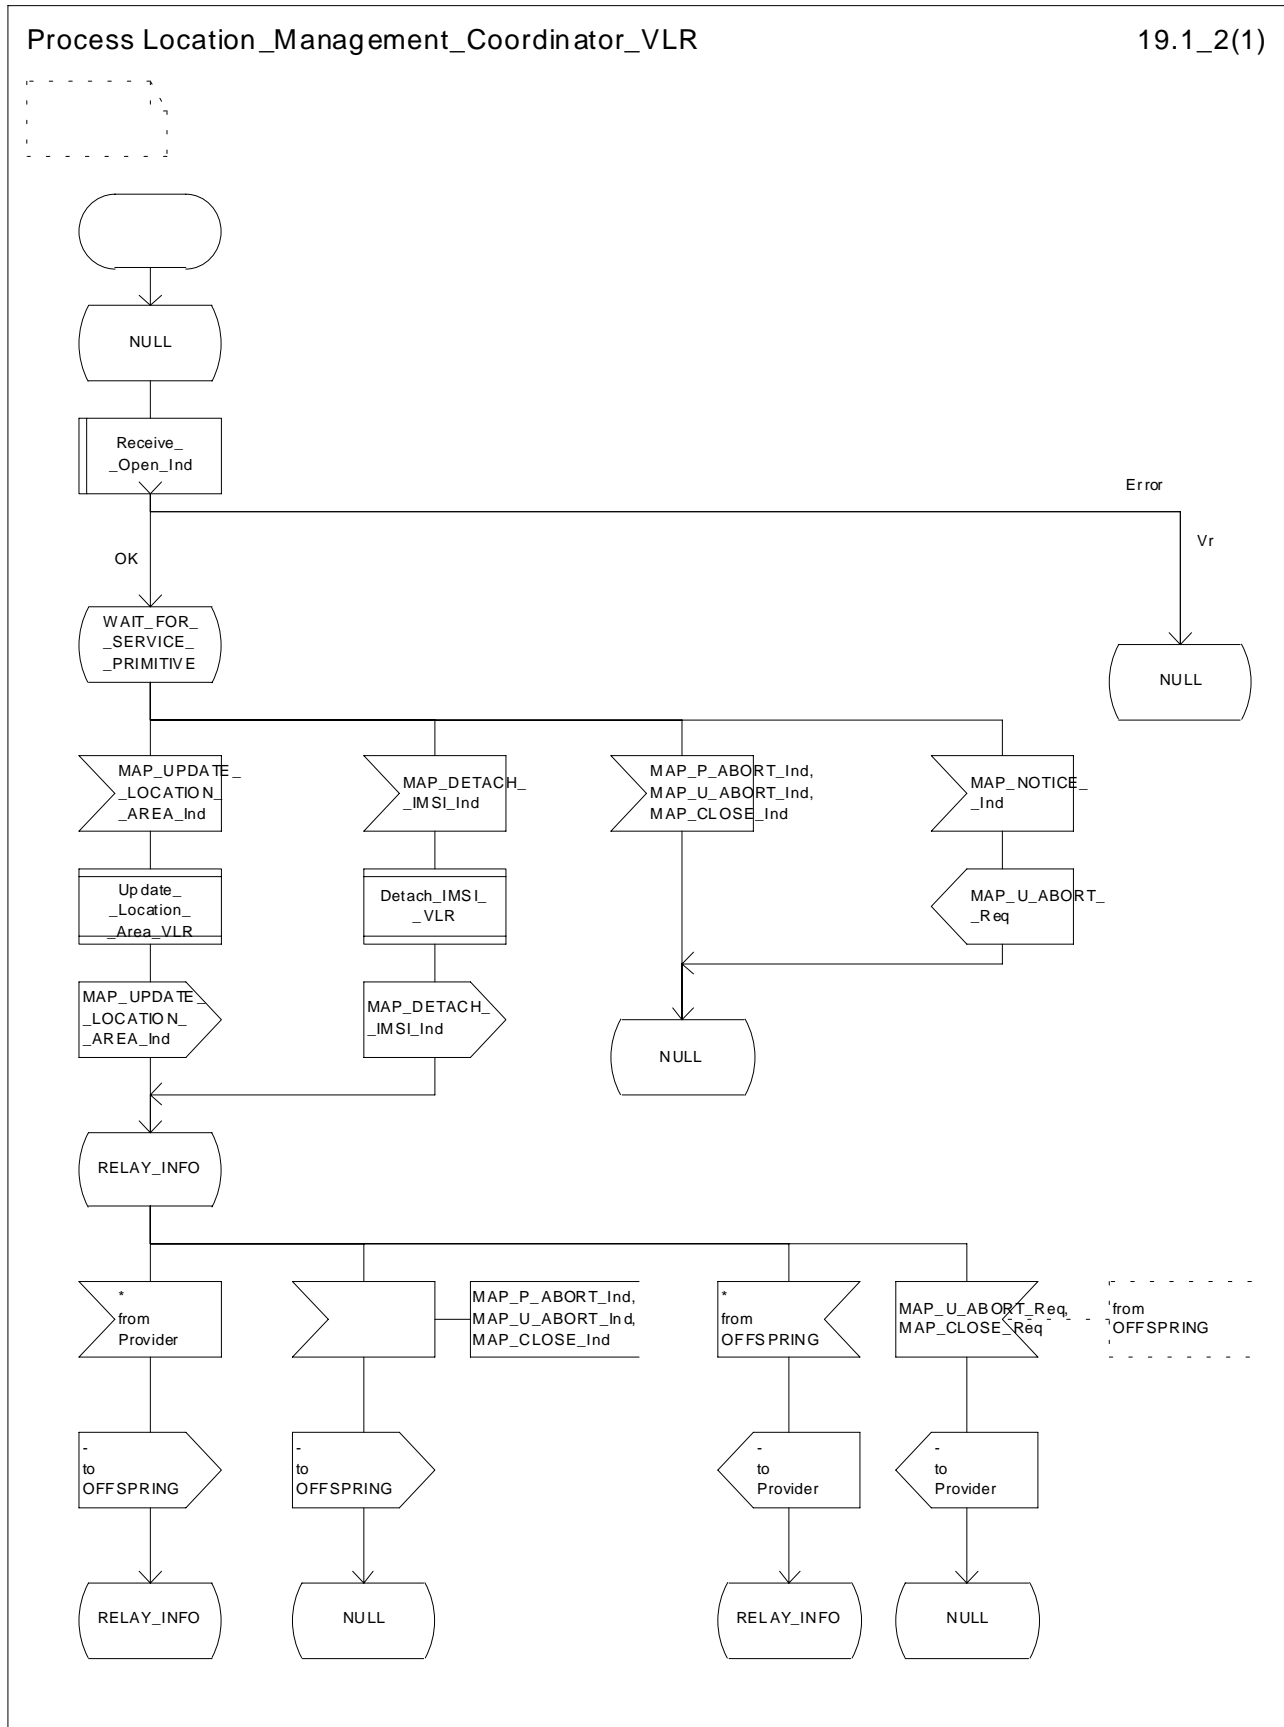 Process Location_Management_Coordinator_VLR
19.1_2(1)
NULL
Receive_
_Open_Ind
Error
Vr
OK
WAIT_FOR_
_SERVICE_
_PRIMITIVE
NULL
MAP_UPDATE_
_LOCATION_
_AREA_Ind
MAP_DETACH_
_IMSI_Ind
MAP_P_ABORT_Ind,
MAP_U_ABORT_Ind,
MAP_CLOSE_Ind
MAP_NOTICE_
_Ind
Update_
_Location_
_Area_VLR
Detach_IMSI_
_VLR
MAP_U_ABORT_
_Req
MAP_UPDATE_
_LOCATION_
_AREA_Ind
MAP_DETACH_
_IMSI_Ind
NULL
RELAY_INFO
*
from
Provider
MAP_P_ABORT_Ind,
MAP_U_ABORT_Ind,
MAP_CLOSE_Ind
*
from
OFFSPRING
MAP_U_ABORT_Req,
MAP_CLOSE_Req
from
OFFSPRING
-
to
OFFSPRING
-
to
OFFSPRING
-
to
Provider
-
to
Provider
RELAY_INFO
NULL
RELAY_INFO
NULL